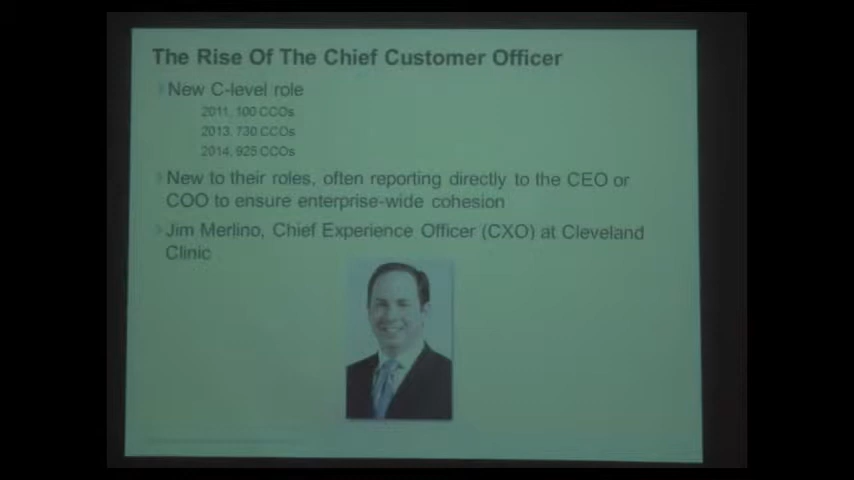 The Rise Of The Chief Customer Officer
New C-level role
2011, 100 CCOs
2013, 730 CCOs
2014, 925 CCOs
New to their roles, often reporting directly to the CEO or
COO to ensure enterprise-wide cohesion
Jim Merlino, Chief Experience Officer (CXO) at Cleveland
Clinic